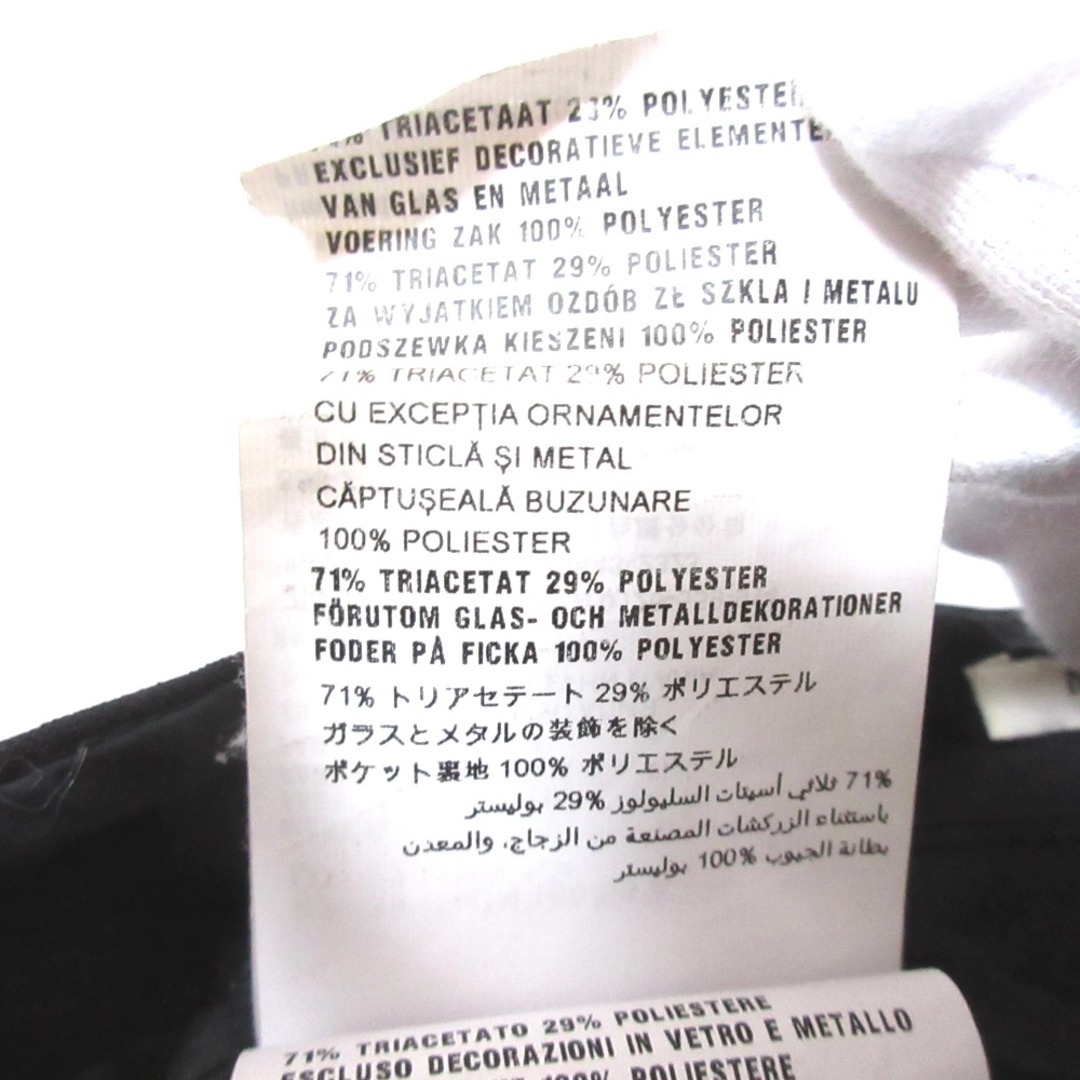 TRIACETAAT 29% POLYESTER
EXCLUSIEF DECORATIEVE ELEMENTEN
VAN GLAS EN METAAL
VOERING ZAK 100% POLYESTER
71% TRIACETAT 29% POLIESTER
ZA WYJATKIEM OZDÓB ZE SZKLA I METALU
PODSZEWKA KIESZENI 100% POLIESTER
71% TRIACETAT 29% POLIESTER
CU EXCEPŢIA ORNAMENTELOR
DIN STICLĂ ŞI METAL
CĂPTUŞEALĂ BUZUNARE
100% POLIESTER
71% TRIACETAT 29% POLYESTER
FÖRUTOM GLAS- OCH METALLDEKORATIONER
FODER PÅ FICKA 100% POLYESTER
71% トリアセテート 29% ポリエステル
ガラスとメタルの装飾を除く
ポケット裏地 100% ポリエステル
71% ثلاثي أسيتات السليولوز 29% بوليستر
باستثناء الزركشات المصنعة من الزجاج، والمعدن
بطانة الجيوب 100% بوليستر
71% TRIACETATO 29% POLIESTERE
ESCLUSO DECORAZIONI IN VETRO E METALLO
100% POLIESTERE